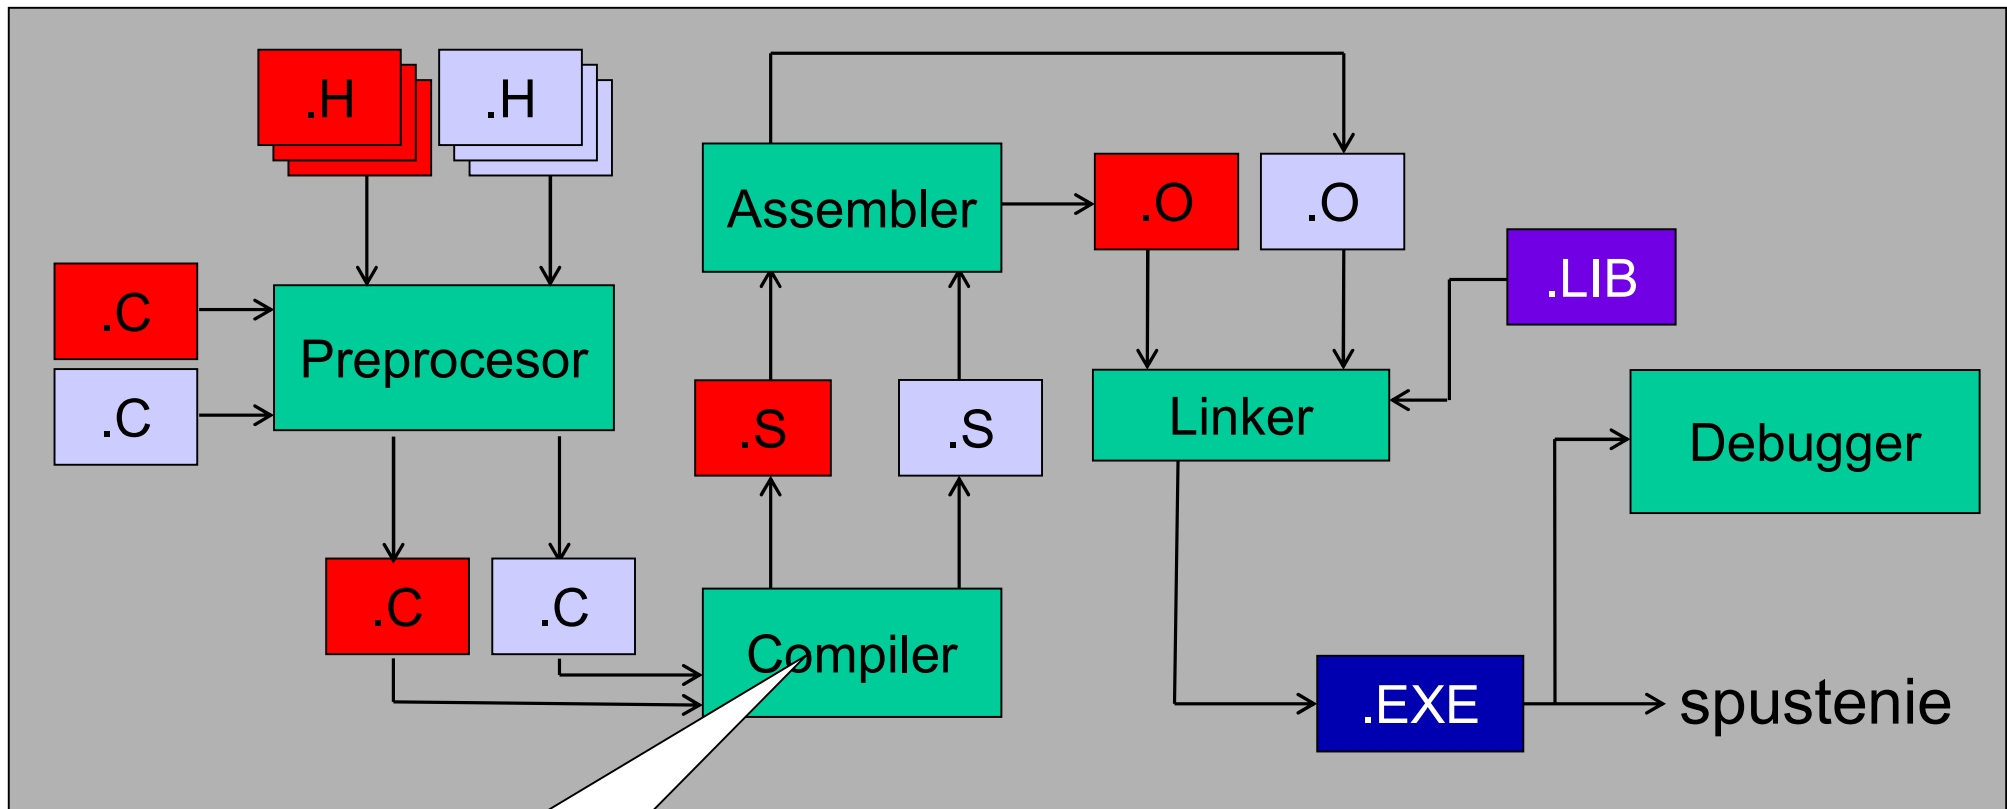 .H
.H
.C
.C
Preprocesor
.C
.C
Assembler
.S
.S
Compiler
.O
.O
.LIB
Linker
Debugger
.EXE
spustenie